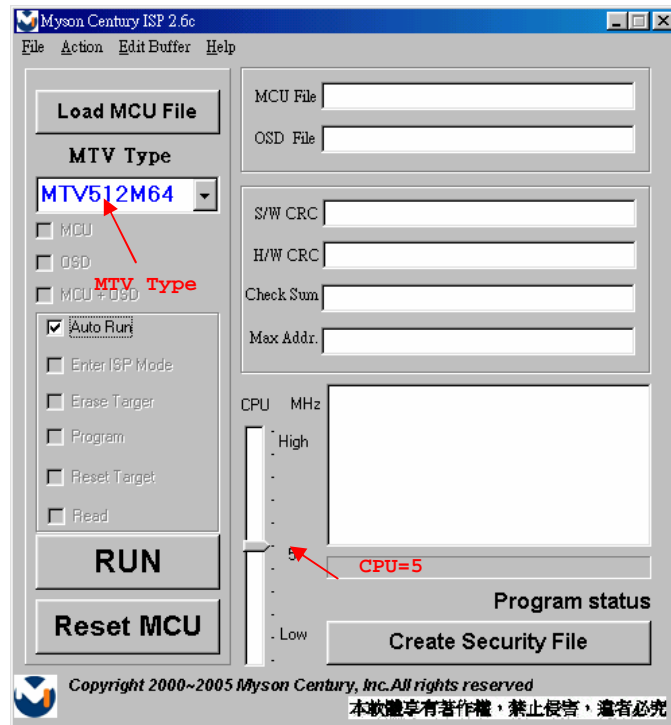 Myson Century ISP 2.6c
File Action Edit Buffer Help
Load MCU File
MTV Type
MTV512M64
MCU
OSD
MCU + OSD
MTV Type
Auto Run
Enter ISP Mode
Erase Targer
Program
Reset Target
Read
RUN
Reset MCU
MCU File
OSD File
S/W CRC
H/W CRC
Check Sum
Max Addr.
CPU MHz
High
5
Low
CPU=5
Program status
Create Security File
Copyright 2000~2005 Myson Century, Inc.All rights reserved
本軟體享有著作權，禁止侵害，違者必究